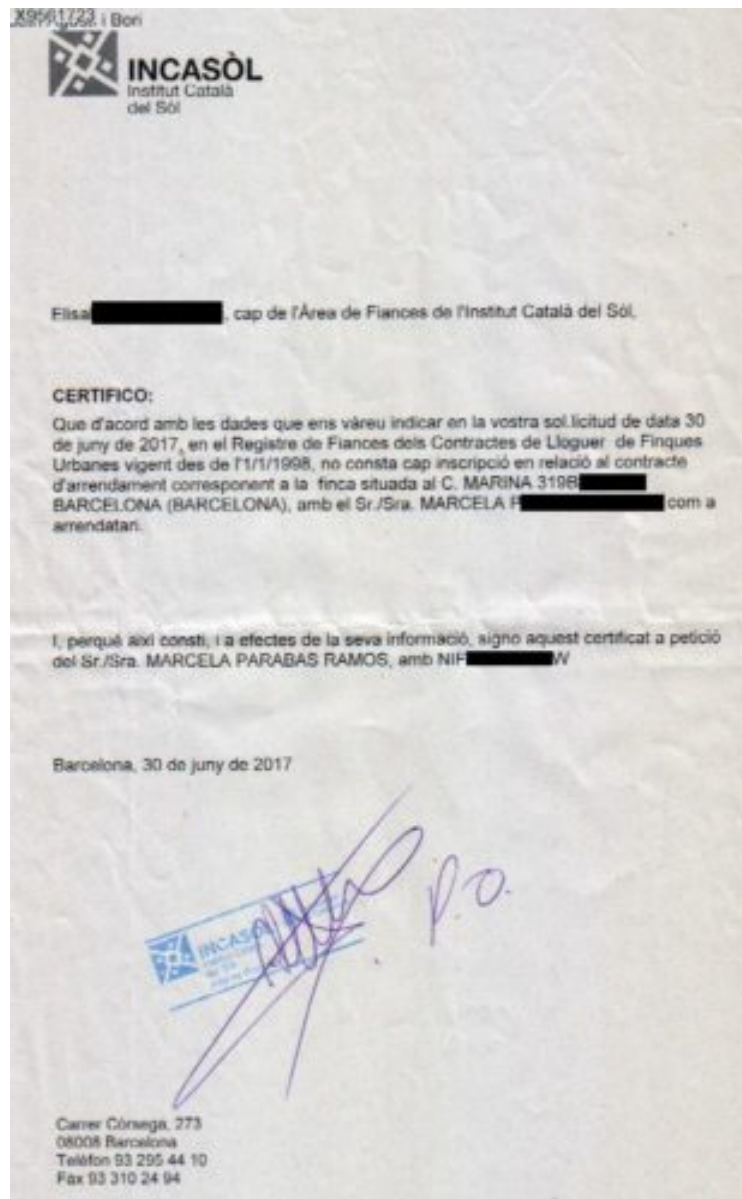 i Bori
INCASÒL
Institut Català
del Sòl
Elisa , cap de l'Àrea de Fiances de l'Institut Català del Sòl,
CERTIFICO:
Que d'acord amb les dades que ens vàreu indicar en la vostra sol.licitud de data 30
de juny de 2017, en el Registre de Fiances dels Contractes de Lloguer de Finques
Urbanes vigent des de l'1/1/1998, no consta cap inscripció en relació al contracte
d'arrendament corresponent a la finca situada al C. MARINA 319B
BARCELONA (BARCELONA), amb el Sr./Sra. MARCELA P com a
arrendatari.
I, perquè així consti, i a efectes de la seva informació, signo aquest certificat a petició
del Sr./Sra. MARCELA PARABAS RAMOS, amb NIF W
Barcelona, 30 de juny de 2017
P.O.
INCASÒL
Carrer Còrsega, 273
08008 Barcelona
Telèfon 93 295 44 10
Fax 93 310 24 94